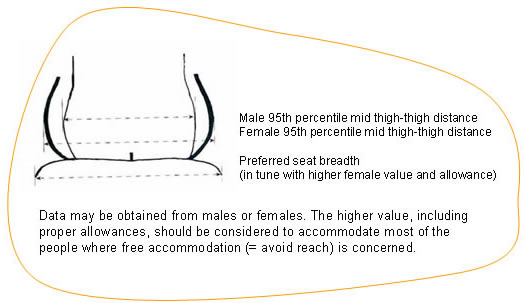 Male 95th percentile mid thigh-thigh distance
Female 95th percentile mid thigh-thigh distance
Preferred seat breadth
(in tune with higher female value and allowance)
Data may be obtained from males or females. The higher value, including
proper allowances, should be considered to accommodate most of the
people where free accommodation (= avoid reach) is concerned.